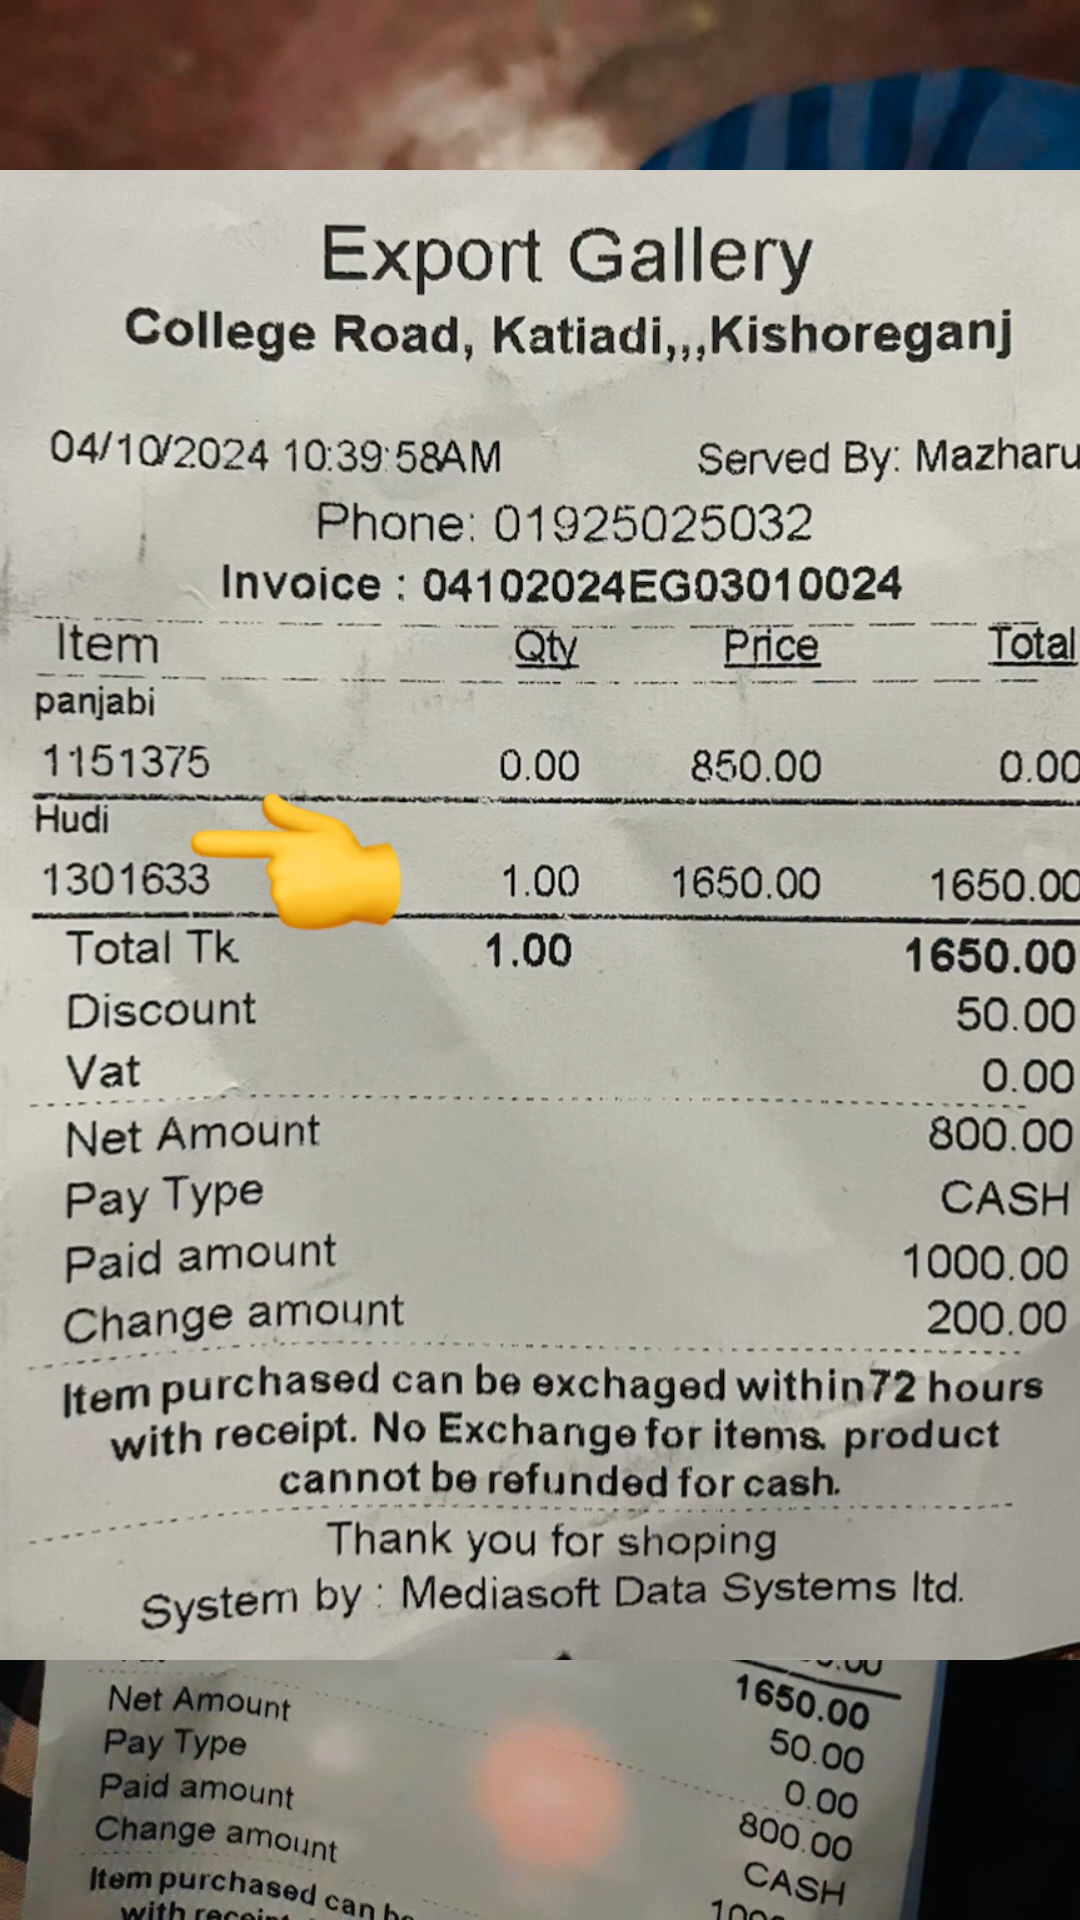 Export Gallery
College Road, Katiadi,,,Kishoreganj
04/10/2024 10:39:58AM Served By: Mazharu
Phone: 01925025032
Invoice : 04102024EG03010024
Item Qty Price Total
panjabi
1151375 0.00 850.00 0.00
Hudi
1301633 1.00 1650.00 1650.00
Total Tk 1.00 1650.00
Discount 50.00
Vat 0.00
Net Amount 800.00
Pay Type CASH
Paid amount 1000.00
Change amount 200.00
Item purchased can be exchaged within72 hours
with receipt. No Exchange for items. product
cannot be refunded for cash.
Thank you for shoping
System by : Mediasoft Data Systems ltd.
1650.00
Net Amount 50.00
Pay Type 0.00
Paid amount 800.00
Change amount CASH
Item purchased can be
with